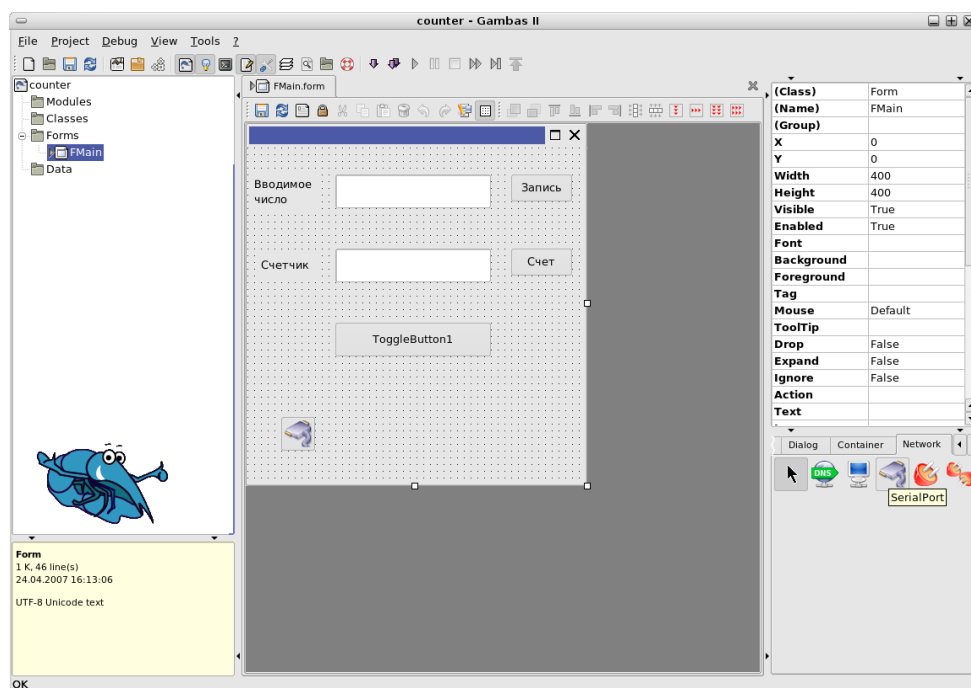 counter - Gambas II
File Project Debug View Tools ?
counter
Modules
Classes
Forms
FMain
Data
Form
1 K, 46 line(s)
24.04.2007 16:13:06
UTF-8 Unicode text
OK
FMain.form
Вводимое
число
Запись
Счетчик
Счет
ToggleButton1
(Class) Form
(Name) FMain
(Group)
X 0
Y 0
Width 400
Height 400
Visible True
Enabled True
Font
Background
Foreground
Tag
Mouse Default
ToolTip
Drop False
Expand False
Ignore False
Action
Text
Dialog Container Network
DNS
SerialPort